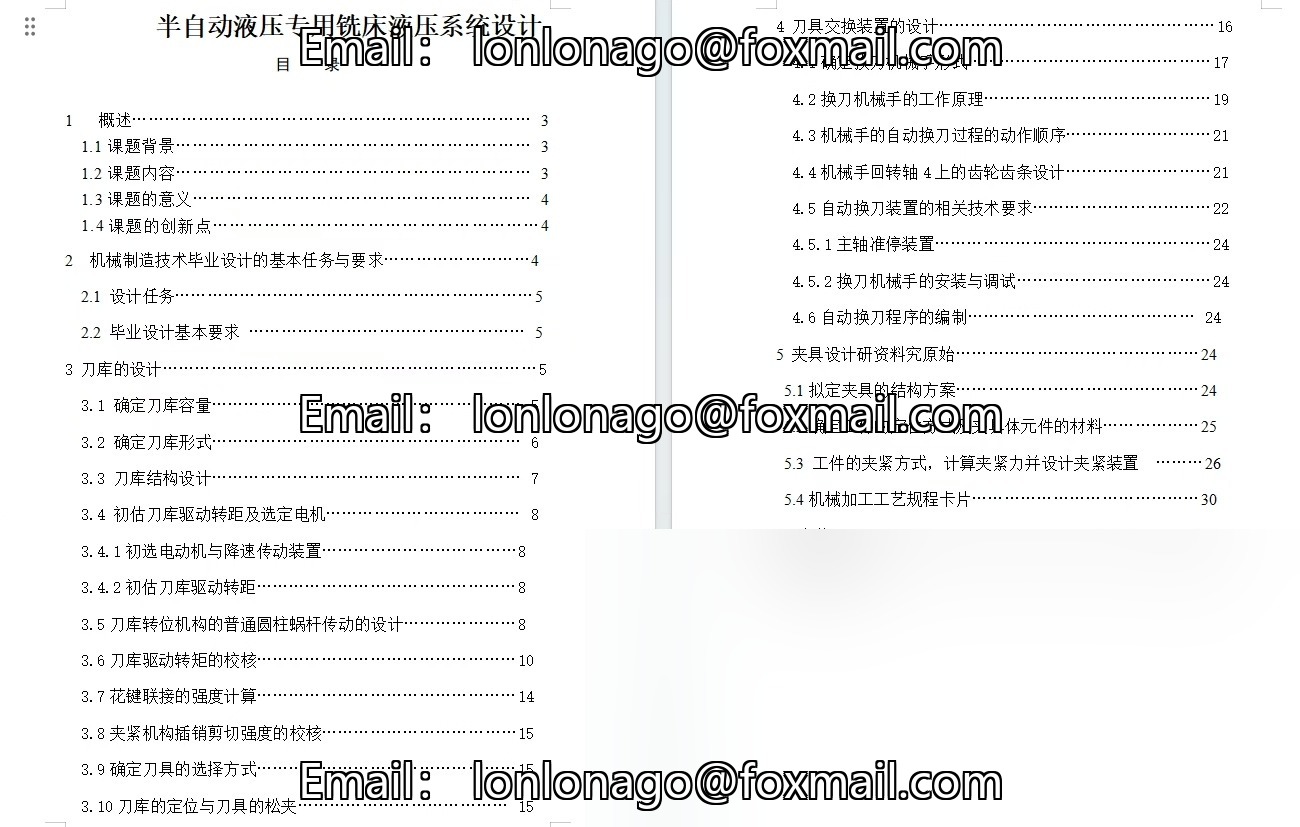 半自动液压专用铣床液压系统设计
目 录
1 概述…………………………………………………………… 3
1.1 课题背景……………………………………………………… 3
1.2 课题内容……………………………………………………… 3
1.3 课题的意义…………………………………………………… 4
1.4 课题的创新点…………………………………………………4
2 机械制造技术毕业设计的基本任务与要求………………………4
2.1 设计任务………………………………………………………5
2.2 毕业设计基本要求 …………………………………………… 5
3 刀库的设计……………………………………………………………5
3.1 确定刀库容量…………………………………………………5
3.2 确定刀库形式………………………………………………… 6
3.3 刀库结构设计………………………………………………… 7
3.4 初估刀库驱动转距及选定电机……………………………… 8
3.4.1初选电动机与降速传动装置………………………………8
3.4.2初估刀库驱动转距…………………………………………8
3.5 刀库转位机构的普通圆柱蜗杆传动的设计…………………8
3.6 刀库驱动转矩的校核…………………………………………10
3.7 花键联接的强度计算…………………………………………14
3.8 夹紧机构插销剪切强度的校核………………………………15
3.9 确定刀具的选择方式…………………………………………15
3.10 刀库的定位与刀具的松夹………………………………… 15
4 刀具交换装置的设计………………………………………………16
4.1 确定换刀机械手形式…………………………………………17
4.2 换刀机械手的工作原理………………………………………19
4.3 机械手的自动换刀过程的动作顺序…………………………21
4.4 机械手回转轴 4 上的齿轮齿条设计…………………………21
4.5 自动换刀装置的相关技术要求………………………………22
4.5.1 主轴准停装置………………………………………………24
4.5.2 换刀机械手的安装与调试…………………………………24
4.6 自动换刀程序的编制……………………………………… 24
5 夹具设计研资料究原始……………………………………………24
5.1 拟定夹具的结构方案…………………………………………24
体元件的材料………………25
5.3 工件的夹紧方式, 计算夹紧力并设计夹紧装置 ………26
5.4 机械加工工艺规程卡片………………………………………30
Email： lonlonago@foxmail.com
Email： lonlonago@foxmail.com
Email： lonlonago@foxmail.com